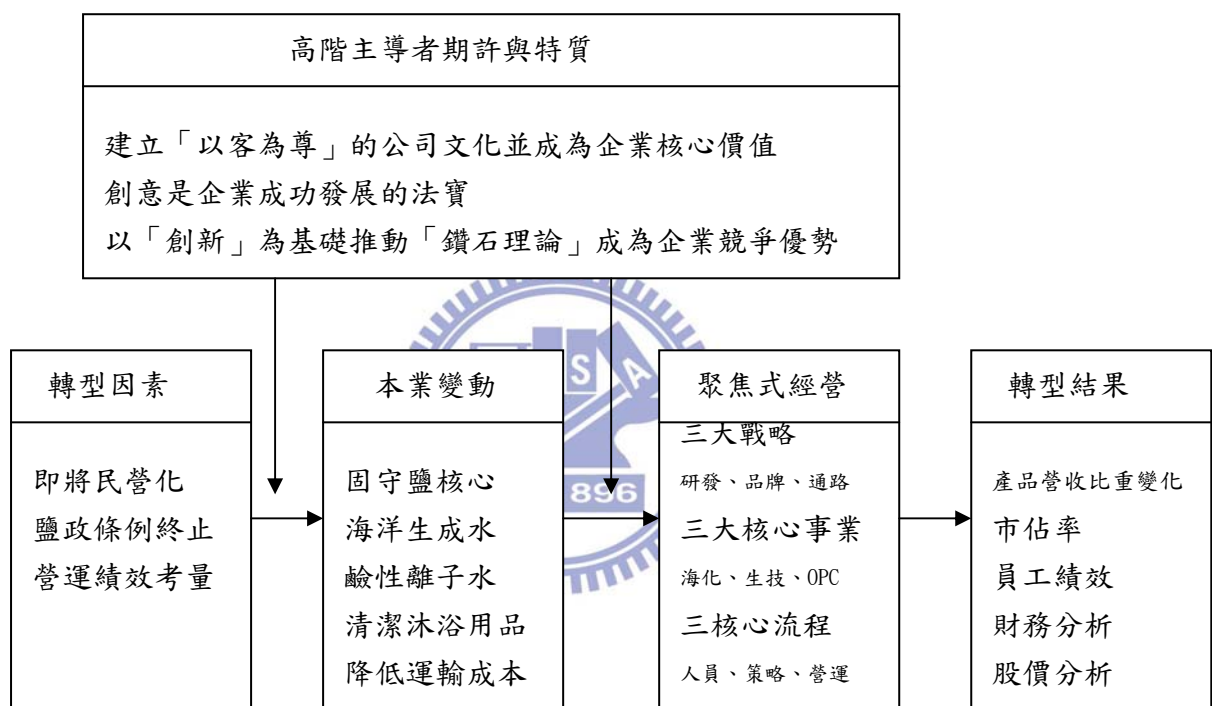 高階主導者期許與特質
建立「以客為尊」的公司文化並成為企業核心價值
創意是企業成功發展的法寶
以「創新」為基礎推動「鑽石理論」成為企業競爭優勢
轉型因素
即將民營化
鹽政條例終止
營運績效考量
本業變動
固守鹽核心
海洋生成水
鹼性離子水
清潔沐浴用品
降低運輸成本
聚焦式經營
三大戰略
研發、品牌、通路
三大核心事業
海化、生技、OPC
三核心流程
人員、策略、營運
轉型結果
產品營收比重變化
市佔率
員工績效
財務分析
股價分析
S A
896